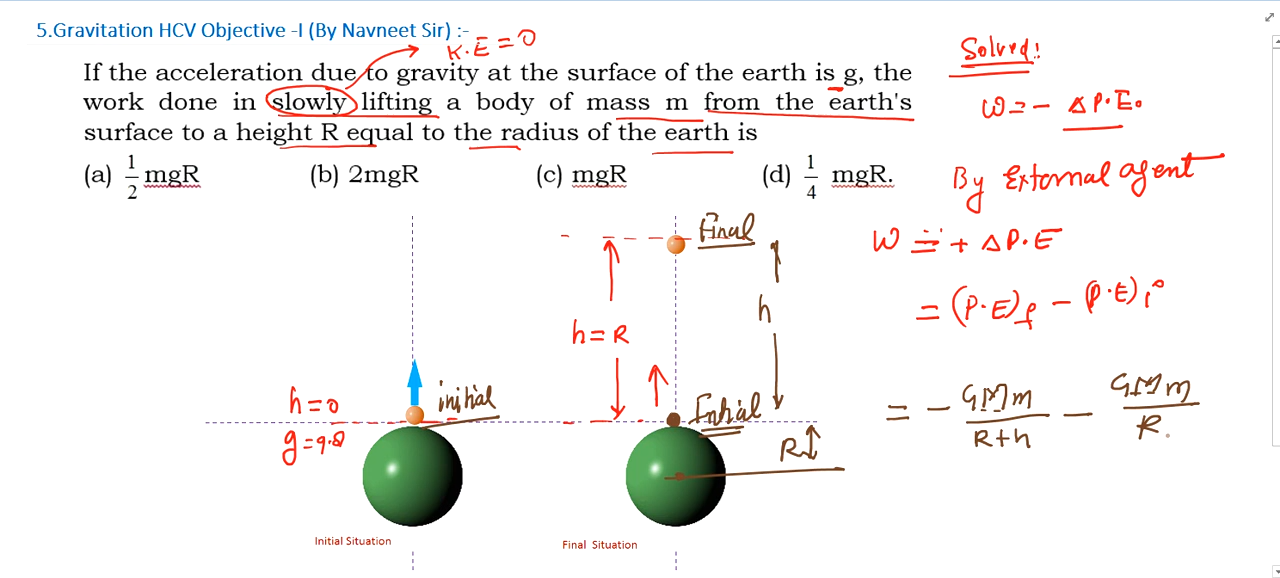 5.Gravitation HCV Objective -I (By Navneet Sir) :-
K.E = 0
If the acceleration due to gravity at the surface of the earth is g, the
work done in slowly lifting a body of mass m from the earth's
surface to a height R equal to the radius of the earth is
(a) 1/2 mgR (b) 2mgR (c) mgR (d) 1/4 mgR.
Solved:
W = - ΔP.E.
By External agent
W = + ΔP.E
= (P.E)f - (P.E)i
= - GMm/R+h - GMm/R
Final
h
h = R
initial
h = 0
g = 9.8
Inhial
R
Initial Situation
Final Situation